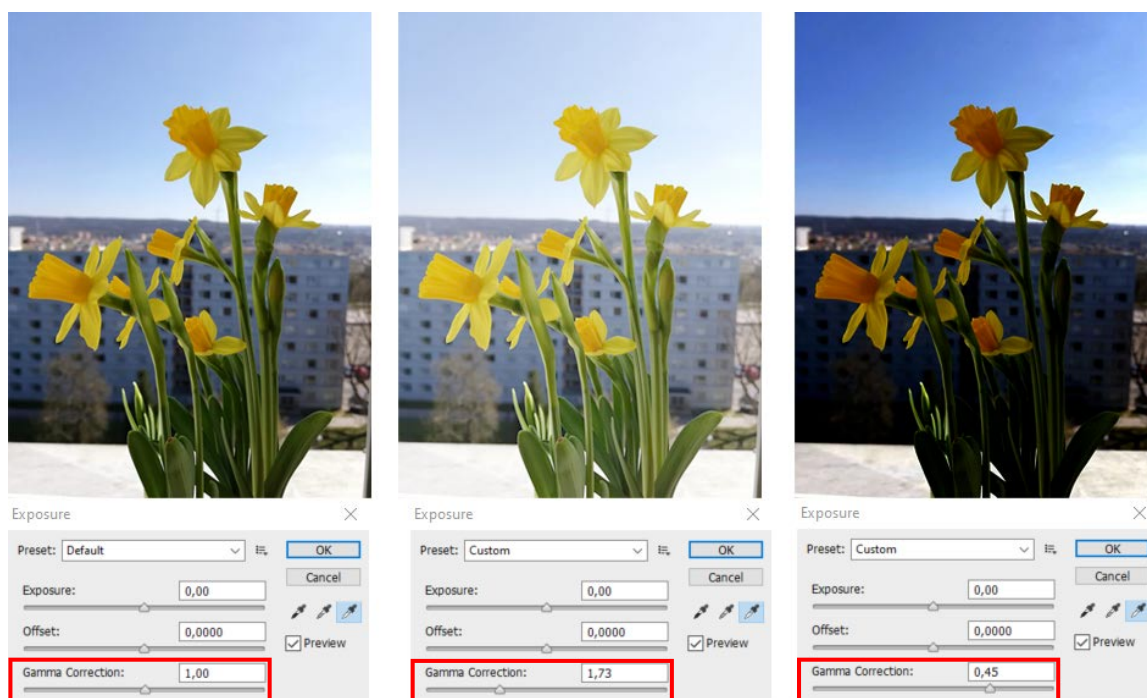 Exposure
Preset: Default
OK
Cancel
Exposure: 0,00
Offset: 0,0000
Preview
Gamma Correction: 1,00
Exposure
Preset: Custom
OK
Cancel
Exposure: 0,00
Offset: 0,0000
Preview
Gamma Correction: 1,73
Exposure
Preset: Custom
OK
Cancel
Exposure: 0,00
Offset: 0,0000
Preview
Gamma Correction: 0,45